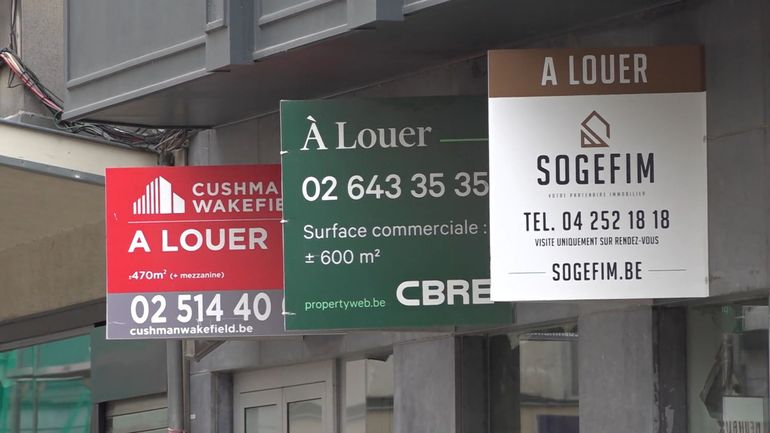 CUSHMA
WAKEFIE
A LOUER
±470m² (+ mezzanine)
02 514 40
cushmanwakefield.be
À Louer
02 643 35 35
Surface commerciale :
± 600 m²
propertyweb.be
CBRE
A LOUER
SOGEFIM
VOTRE PARTENAIRE IMMOBILIER
TEL. 04 252 18 18
VISITE UNIQUEMENT SUR RENDEZ-VOUS
SOGEFIM.BE